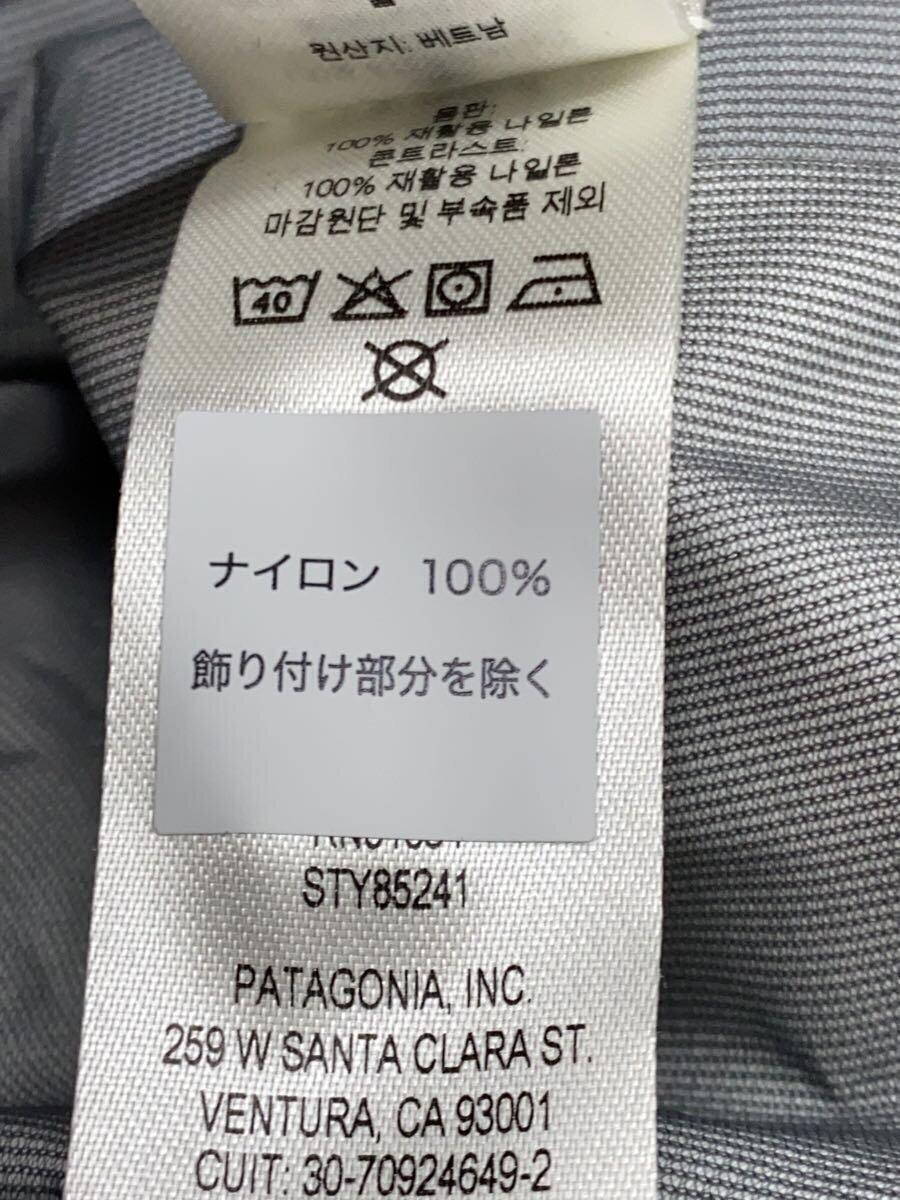 원산지: 베트남
몸판:
100% 재활용 나일론
콘트라스트:
100% 재활용 나일론
마감원단 및 부속품 제외
40
ナイロン 100%
飾り付け部分を除く
STY85241
PATAGONIA, INC.
259 W SANTA CLARA ST.
VENTURA, CA 93001
CUIT: 30-70924649-2